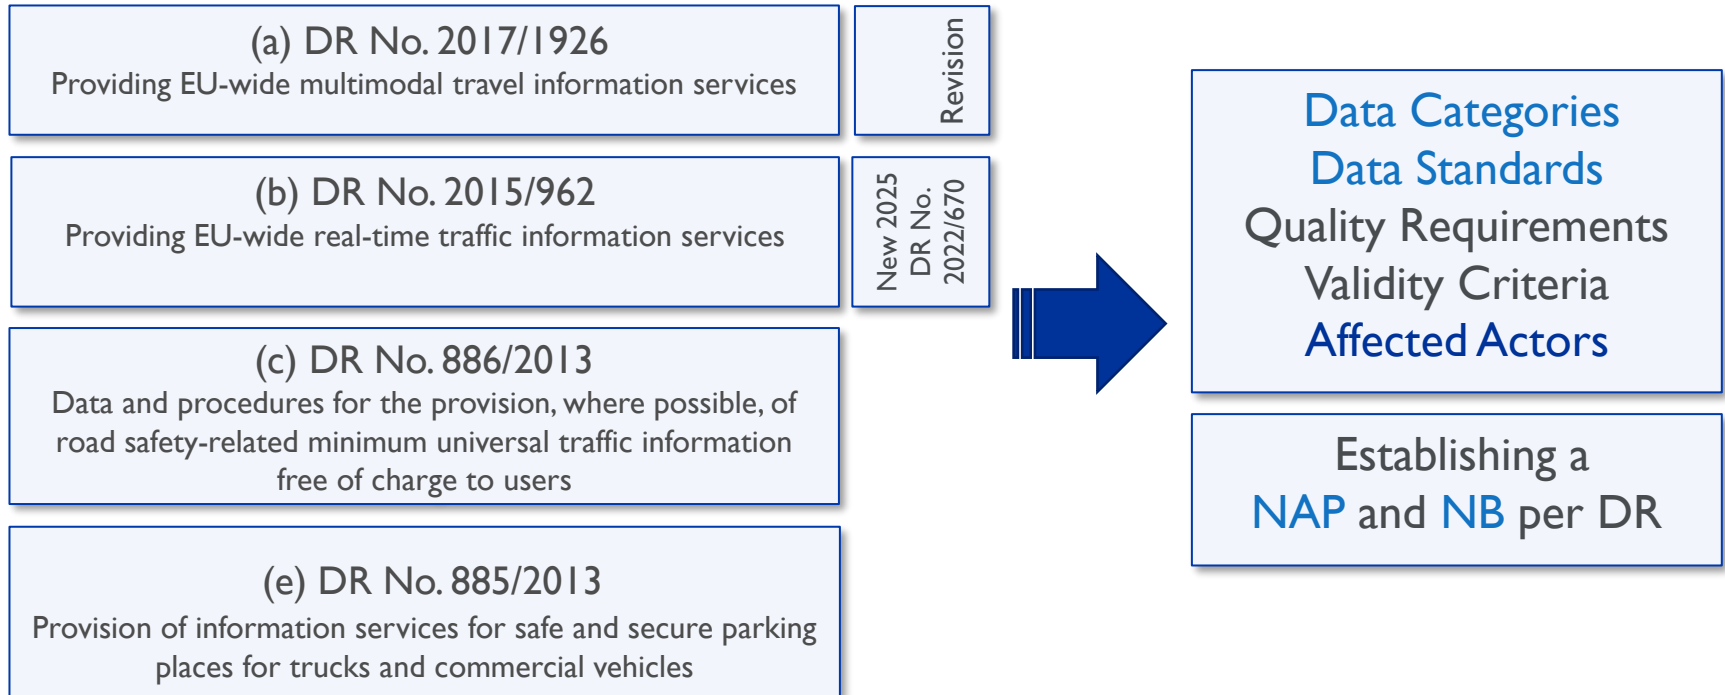 (a) DR No. 2017/1926
Providing EU-wide multimodal travel information services
Revision
(b) DR No. 2015/962
Providing EU-wide real-time traffic information services
New 2025
DR No.
2022/670
(c) DR No. 886/2013
Data and procedures for the provision, where possible, of
road safety-related minimum universal traffic information
free of charge to users
(e) DR No. 885/2013
Provision of information services for safe and secure parking
places for trucks and commercial vehicles
Data Categories
Data Standards
Quality Requirements
Validity Criteria
Affected Actors
Establishing a
NAP and NB per DR